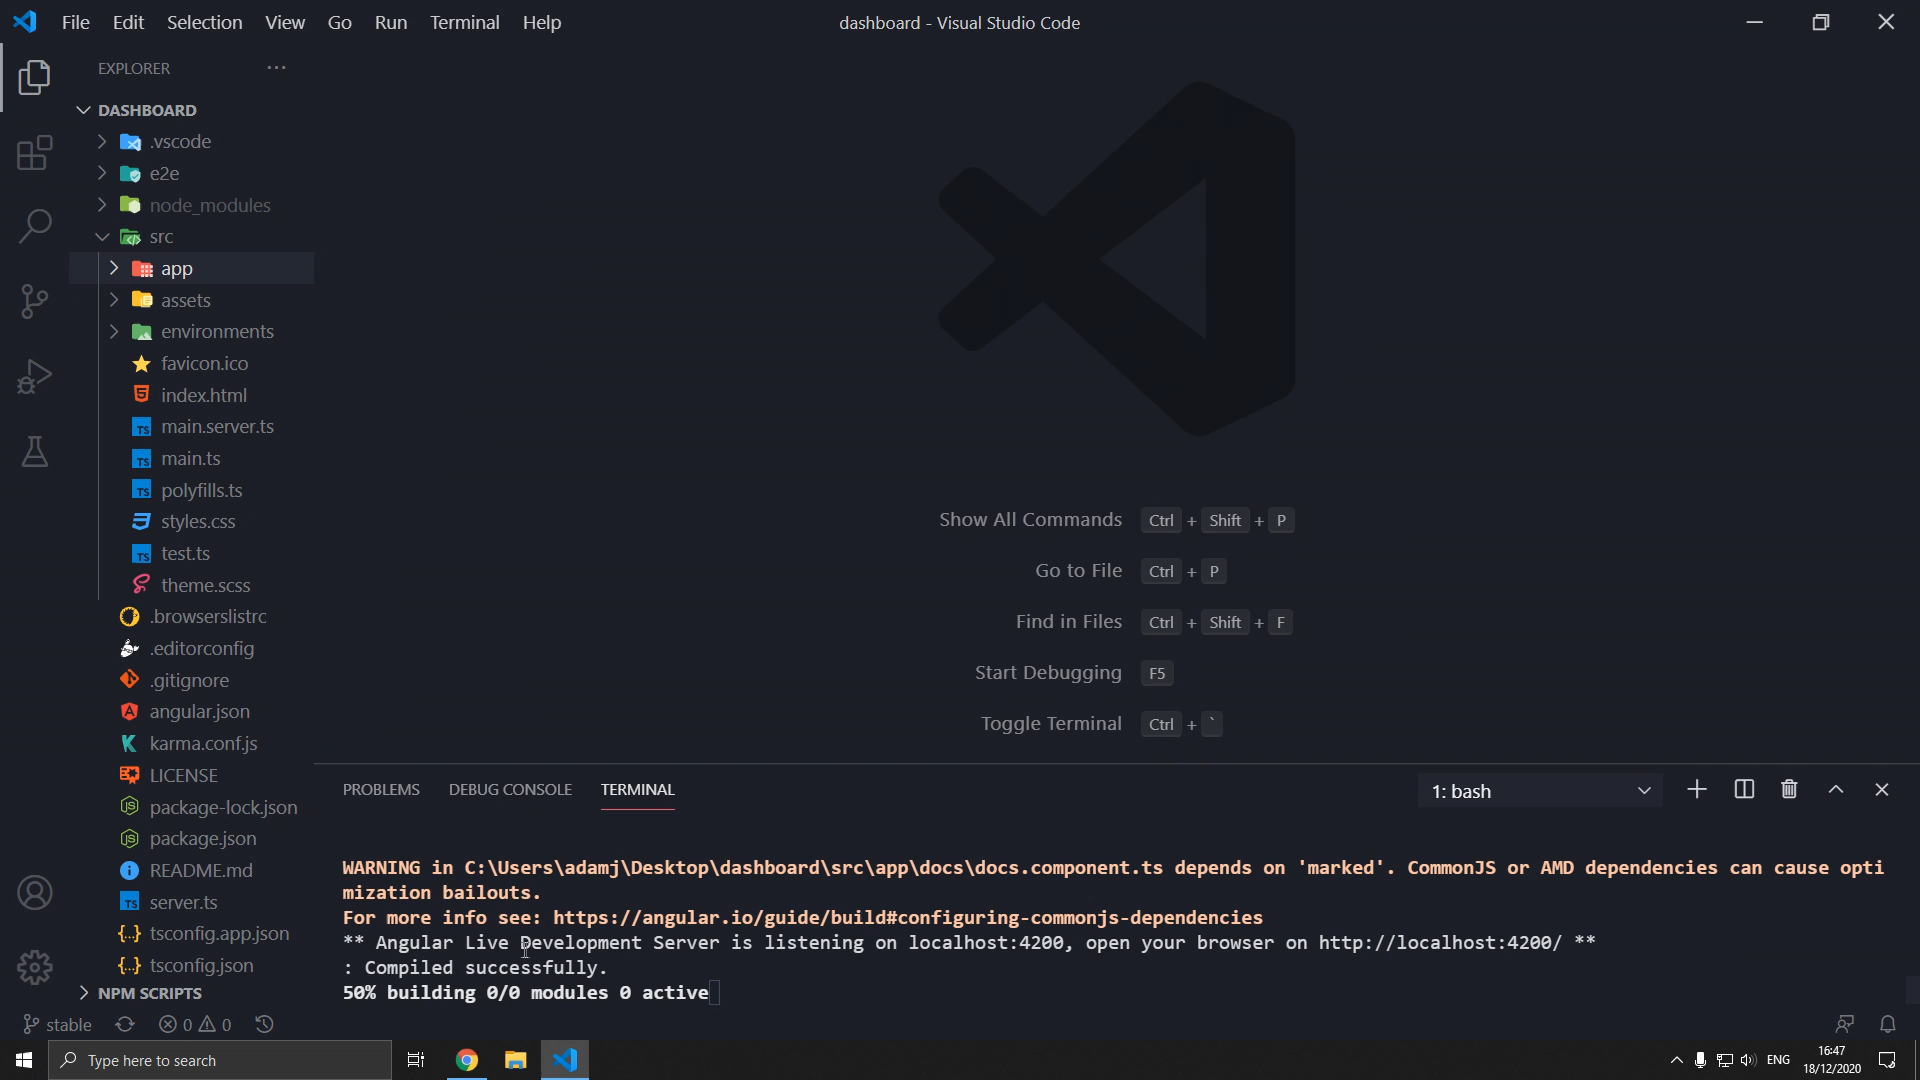 File Edit Selection View Go Run Terminal Help
dashboard - Visual Studio Code
EXPLORER
DASHBOARD
.vscode
e2e
node_modules
src
app
assets
environments
favicon.ico
index.html
main.server.ts
main.ts
polyfills.ts
styles.css
test.ts
theme.scss
.browserslistrc
.editorconfig
.gitignore
angular.json
karma.conf.js
LICENSE
package-lock.json
package.json
README.md
server.ts
tsconfig.app.json
tsconfig.json
NPM SCRIPTS
Show All Commands Ctrl + Shift + P
Go to File Ctrl + P
Find in Files Ctrl + Shift + F
Start Debugging F5
Toggle Terminal Ctrl + `
PROBLEMS DEBUG CONSOLE TERMINAL
1: bash
WARNING in C:\Users\adamj\Desktop\dashboard\src\app\docs\docs.component.ts depends on 'marked'. CommonJS or AMD dependencies can cause opti
mization bailouts.
For more info see: https://angular.io/guide/build#configuring-commonjs-dependencies
** Angular Live Development Server is listening on localhost:4200, open your browser on http://localhost:4200/ **
: Compiled successfully.
50% building 0/0 modules 0 active
stable 0 0
Type here to search
ENG
16:47
18/12/2020